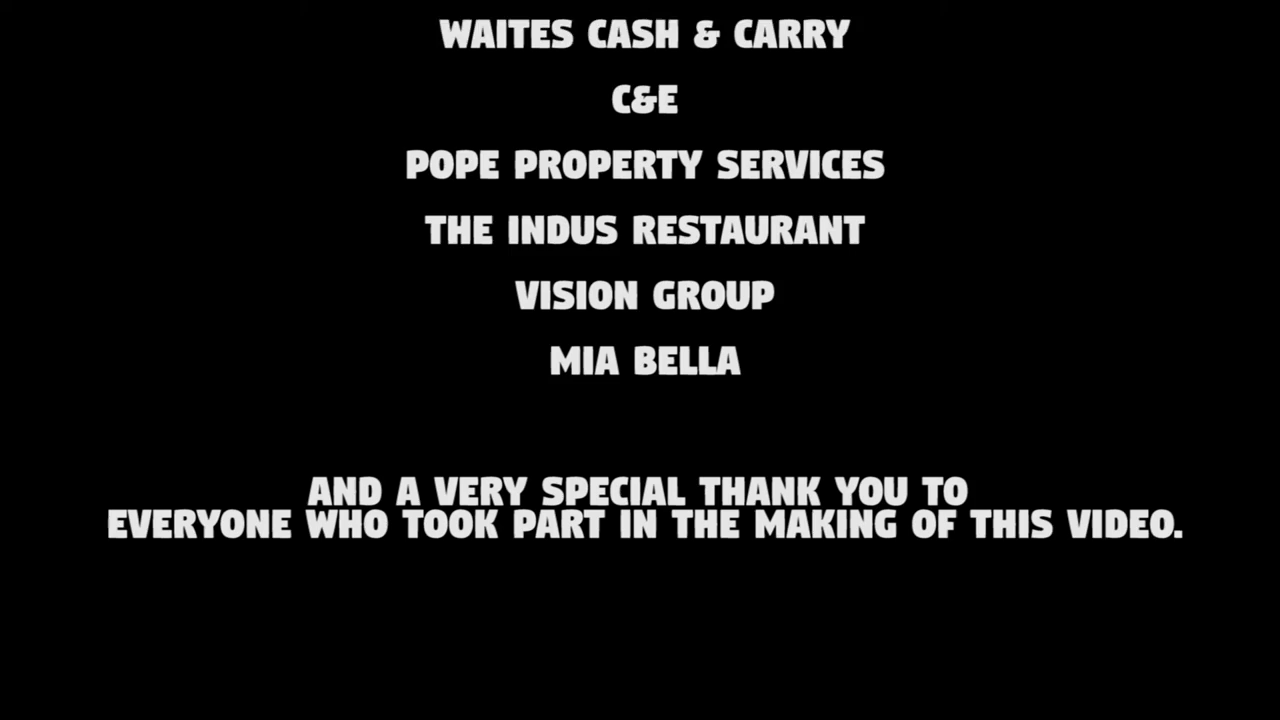 WAITES CASH & CARRY
C&E
POPE PROPERTY SERVICES
THE INDUS RESTAURANT
VISION GROUP
MIA BELLA
AND A VERY SPECIAL THANK YOU TO
EVERYONE WHO TOOK PART IN THE MAKING OF THIS VIDEO.